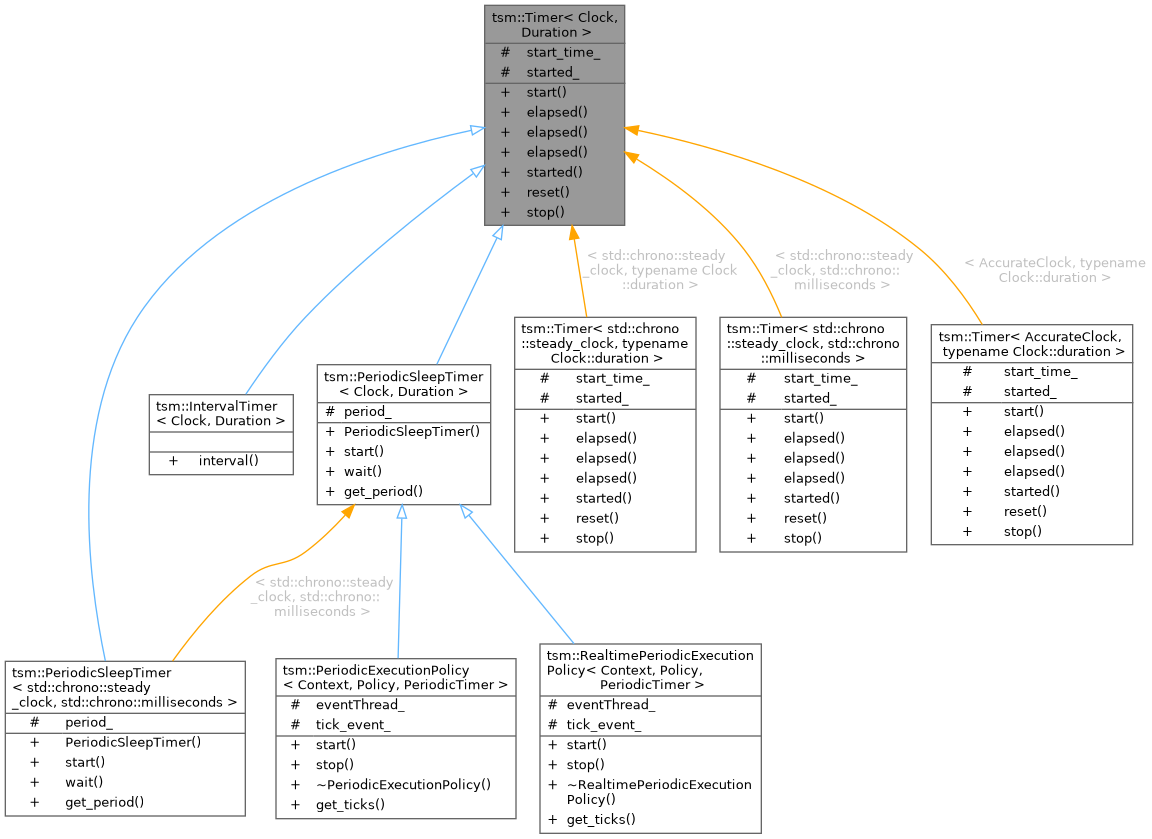 tsm::Timer< Clock,
Duration >
# start_time_
# started_
+ start()
+ elapsed()
+ elapsed()
+ elapsed()
+ started()
+ reset()
+ stop()
< std::chrono::steady
_clock, typename Clock
::duration >
< std::chrono::steady
_clock, std::chrono::
milliseconds >
< AccurateClock, typename
Clock::duration >
tsm::IntervalTimer
< Clock, Duration >
+ interval()
tsm::PeriodicSleepTimer
< Clock, Duration >
# period_
+ PeriodicSleepTimer()
+ start()
+ wait()
+ get_period()
tsm::Timer< std::chrono
::steady_clock, typename
Clock::duration >
# start_time_
# started_
+ start()
+ elapsed()
+ elapsed()
+ elapsed()
+ started()
+ reset()
+ stop()
tsm::Timer< std::chrono
::steady_clock, std::chrono
::milliseconds >
# start_time_
# started_
+ start()
+ elapsed()
+ elapsed()
+ elapsed()
+ started()
+ reset()
+ stop()
tsm::Timer< AccurateClock,
typename Clock::duration >
# start_time_
# started_
+ start()
+ elapsed()
+ elapsed()
+ elapsed()
+ started()
+ reset()
+ stop()
< std::chrono::steady
_clock, std::chrono::
milliseconds >
tsm::PeriodicSleepTimer
< std::chrono::steady
_clock, std::chrono::milliseconds >
# period_
+ PeriodicSleepTimer()
+ start()
+ wait()
+ get_period()
tsm::PeriodicExecutionPolicy
< Context, Policy, PeriodicTimer >
# eventThread_
# tick_event_
+ start()
+ stop()
+ ~PeriodicExecutionPolicy()
+ get_ticks()
tsm::RealtimePeriodicExecution
Policy< Context, Policy,
PeriodicTimer >
# eventThread_
# tick_event_
+ start()
+ stop()
+ ~RealtimePeriodicExecution
Policy()
+ get_ticks()